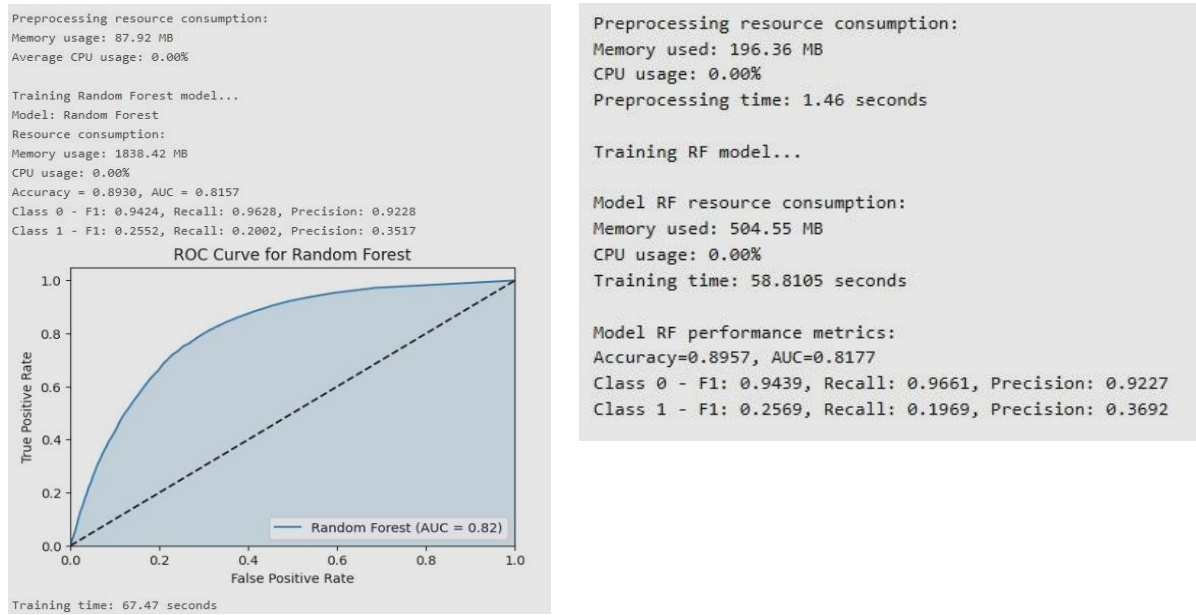 Preprocessing resource consumption:
Memory usage: 87.92 MB
Average CPU usage: 0.00%
Training Random Forest model...
Model: Random Forest
Resource consumption:
Memory usage: 1838.42 MB
CPU usage: 0.00%
Accuracy = 0.8930, AUC = 0.8157
Class 0 - F1: 0.9424, Recall: 0.9628, Precision: 0.9228
Class 1 - F1: 0.2552, Recall: 0.2002, Precision: 0.3517
ROC Curve for Random Forest
True Positive Rate
1.0
0.8
0.6
0.4
0.2
0.0
Random Forest (AUC = 0.82)
0.0 0.2 0.4 0.6 0.8 1.0
False Positive Rate
Training time: 67.47 seconds
Preprocessing resource consumption:
Memory used: 196.36 MB
CPU usage: 0.00%
Preprocessing time: 1.46 seconds
Training RF model...
Model RF resource consumption:
Memory used: 504.55 MB
CPU usage: 0.00%
Training time: 58.8105 seconds
Model RF performance metrics:
Accuracy=0.8957, AUC=0.8177
Class 0 - F1: 0.9439, Recall: 0.9661, Precision: 0.9227
Class 1 - F1: 0.2569, Recall: 0.1969, Precision: 0.3692